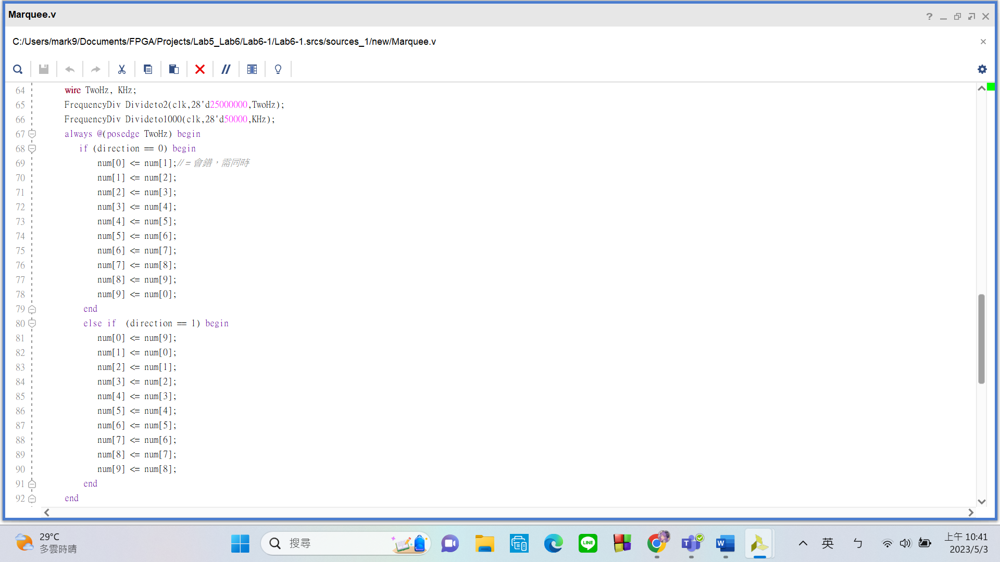 Marquee.v
C:/Users/mark9/Documents/FPGA/Projects/Lab5_Lab6/Lab6-1/Lab6-1.srcs/sources_1/new/Marquee.v
64 wire TwoHz, KHz;
65 FrequencyDiv Divideto2(clk,28'd25000000,TwoHz);
66 FrequencyDiv Divideto1000(clk,28'd50000,KHz);
67 always @(posedge TwoHz) begin
68 if (direction == 0) begin
69 num[0] <= num[1];// = 會錯，需同時
70 num[1] <= num[2];
71 num[2] <= num[3];
72 num[3] <= num[4];
73 num[4] <= num[5];
74 num[5] <= num[6];
75 num[6] <= num[7];
76 num[7] <= num[8];
77 num[8] <= num[9];
78 num[9] <= num[0];
79 end
80 else if  (direction == 1) begin
81 num[0] <= num[9];
82 num[1] <= num[0];
83 num[2] <= num[1];
84 num[3] <= num[2];
85 num[4] <= num[3];
86 num[5] <= num[4];
87 num[6] <= num[5];
88 num[7] <= num[6];
89 num[8] <= num[7];
90 num[9] <= num[8];
91 end
92 end
29°C
多雲時晴
搜尋
LINE
T
W
英
ㄅ
上午 10:41
2023/5/3